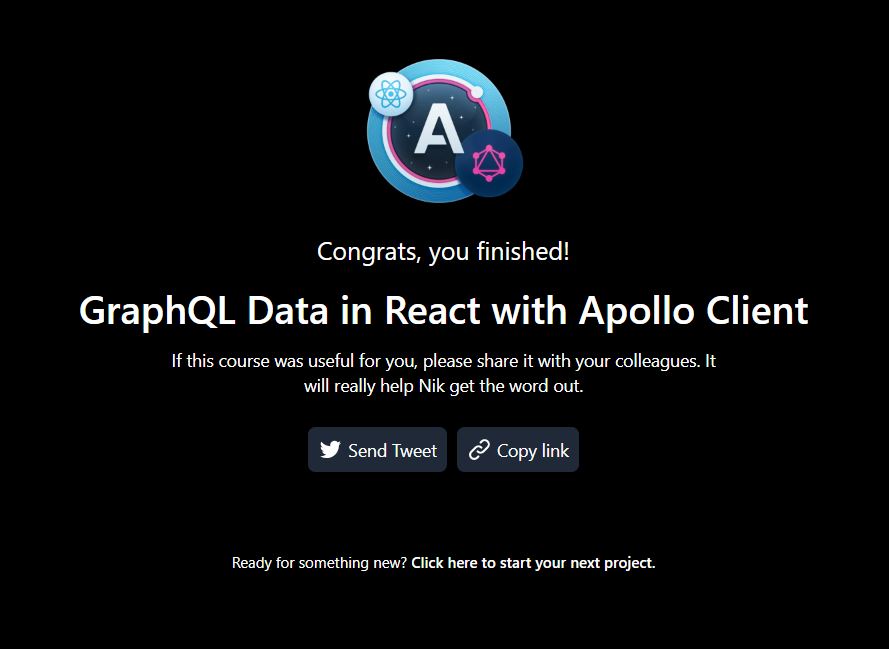 A
Congrats, you finished!
GraphQL Data in React with Apollo Client
If this course was useful for you, please share it with your colleagues. It
will really help Nik get the word out.
Send Tweet
Copy link
Ready for something new? Click here to start your next project.